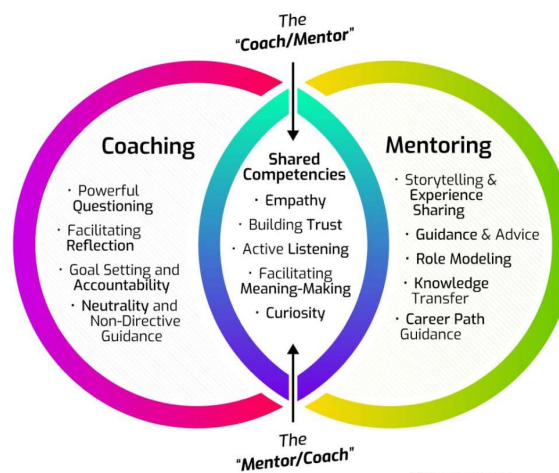 The
"Coach/Mentor"
Coaching
· Powerful
Questioning
· Facilitating
Reflection
· Goal Setting and
Accountability
· Neutrality and
Non-Directive
Guidance
Shared
Competencies
· Empathy
· Building Trust
· Active Listening
· Facilitating
Meaning-Making
· Curiosity
Mentoring
· Storytelling &
Experience
Sharing
· Guidance & Advice
· Role Modeling
· Knowledge
Transfer
· Career Path
Guidance
The
"Mentor/Coach"